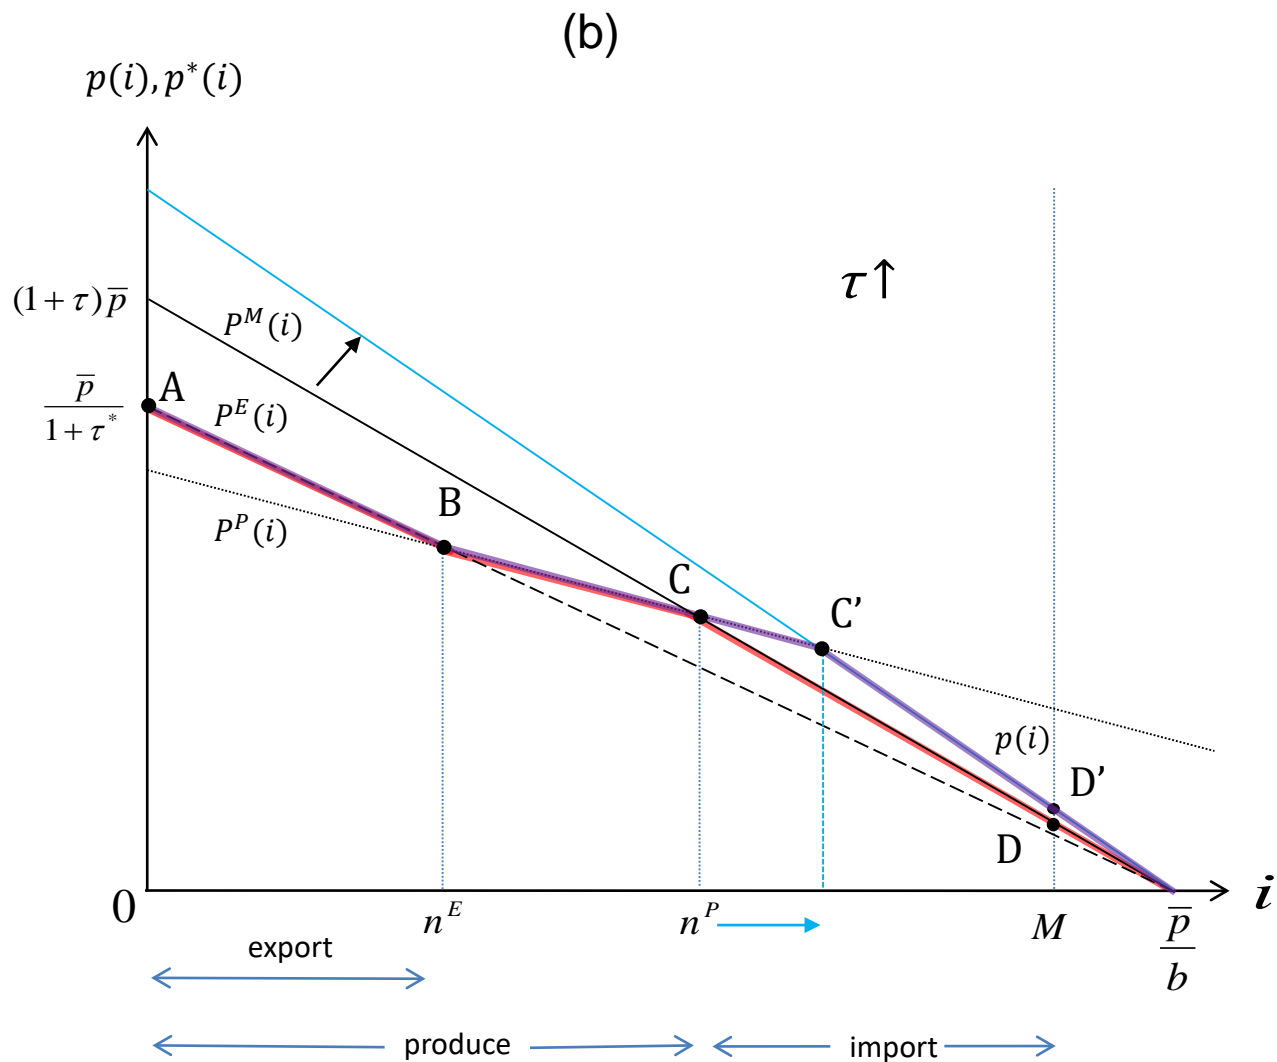 (b)
p(i), p*(i)
τ↑
(1+τ)p̅
P^M(i)
A
p̅
1+τ*
P^E(i)
B
P^P(i)
C
C’
p(i)
D’
D
0
n^E
n^P
M
p̅
b
i
export
produce
import